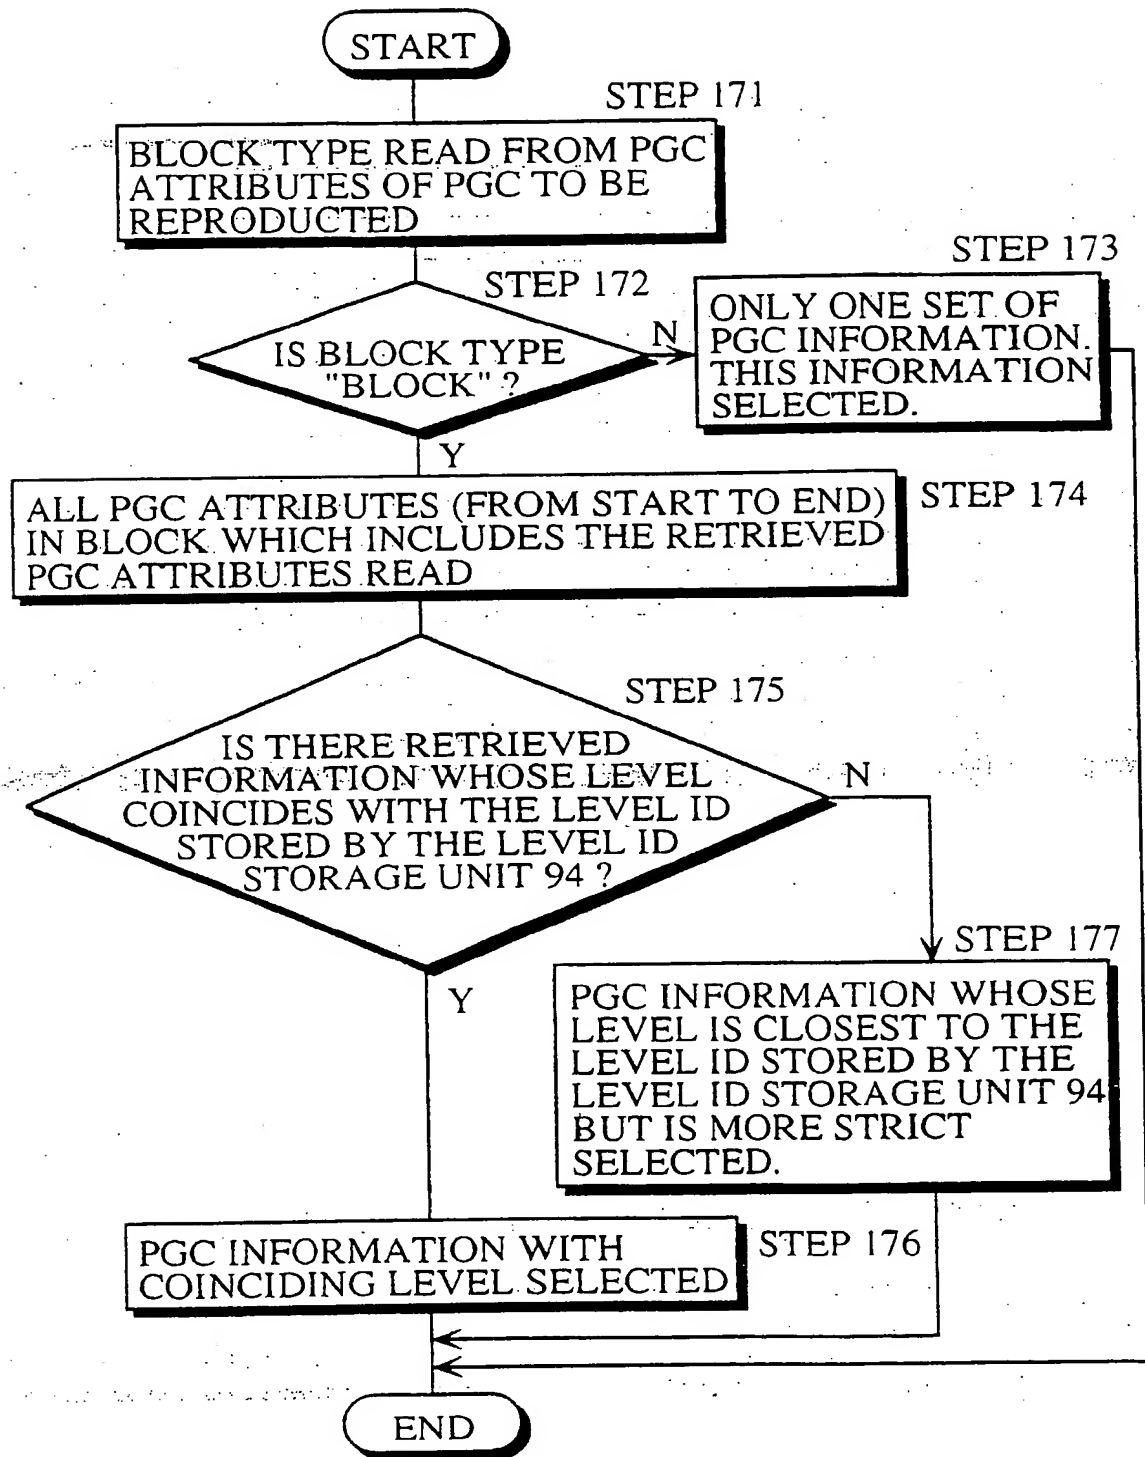 START
STEP 171
BLOCK TYPE READ FROM PGC
ATTRIBUTES OF PGC TO BE
REPRODUCTED
STEP 172
IS BLOCK TYPE
"BLOCK" ?
N
STEP 173
ONLY ONE SET OF
PGC INFORMATION.
THIS INFORMATION
SELECTED.
Y
ALL PGC ATTRIBUTES (FROM START TO END)
IN BLOCK WHICH INCLUDES THE RETRIEVED
PGC ATTRIBUTES READ
STEP 174
STEP 175
IS THERE RETRIEVED
INFORMATION WHOSE LEVEL
COINCIDES WITH THE LEVEL ID
STORED BY THE LEVEL ID
STORAGE UNIT 94 ?
N
STEP 177
PGC INFORMATION WHOSE
LEVEL IS CLOSEST TO THE
LEVEL ID STORED BY THE
LEVEL ID STORAGE UNIT 94
BUT IS MORE STRICT
SELECTED.
Y
PGC INFORMATION WITH
COINCIDING LEVEL SELECTED
STEP 176
END